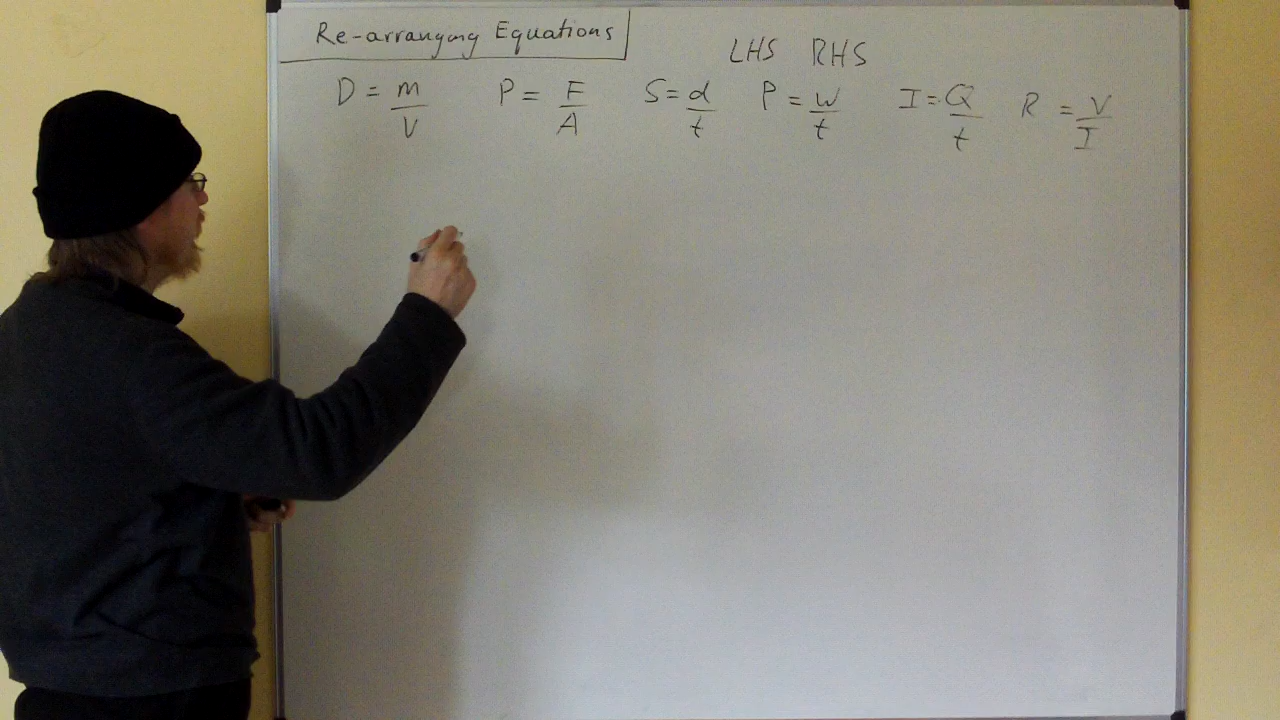 Re-arranging Equations
LHS RHS
D = m/V P = F/A S = d/t P = W/t I = Q/t R = V/I